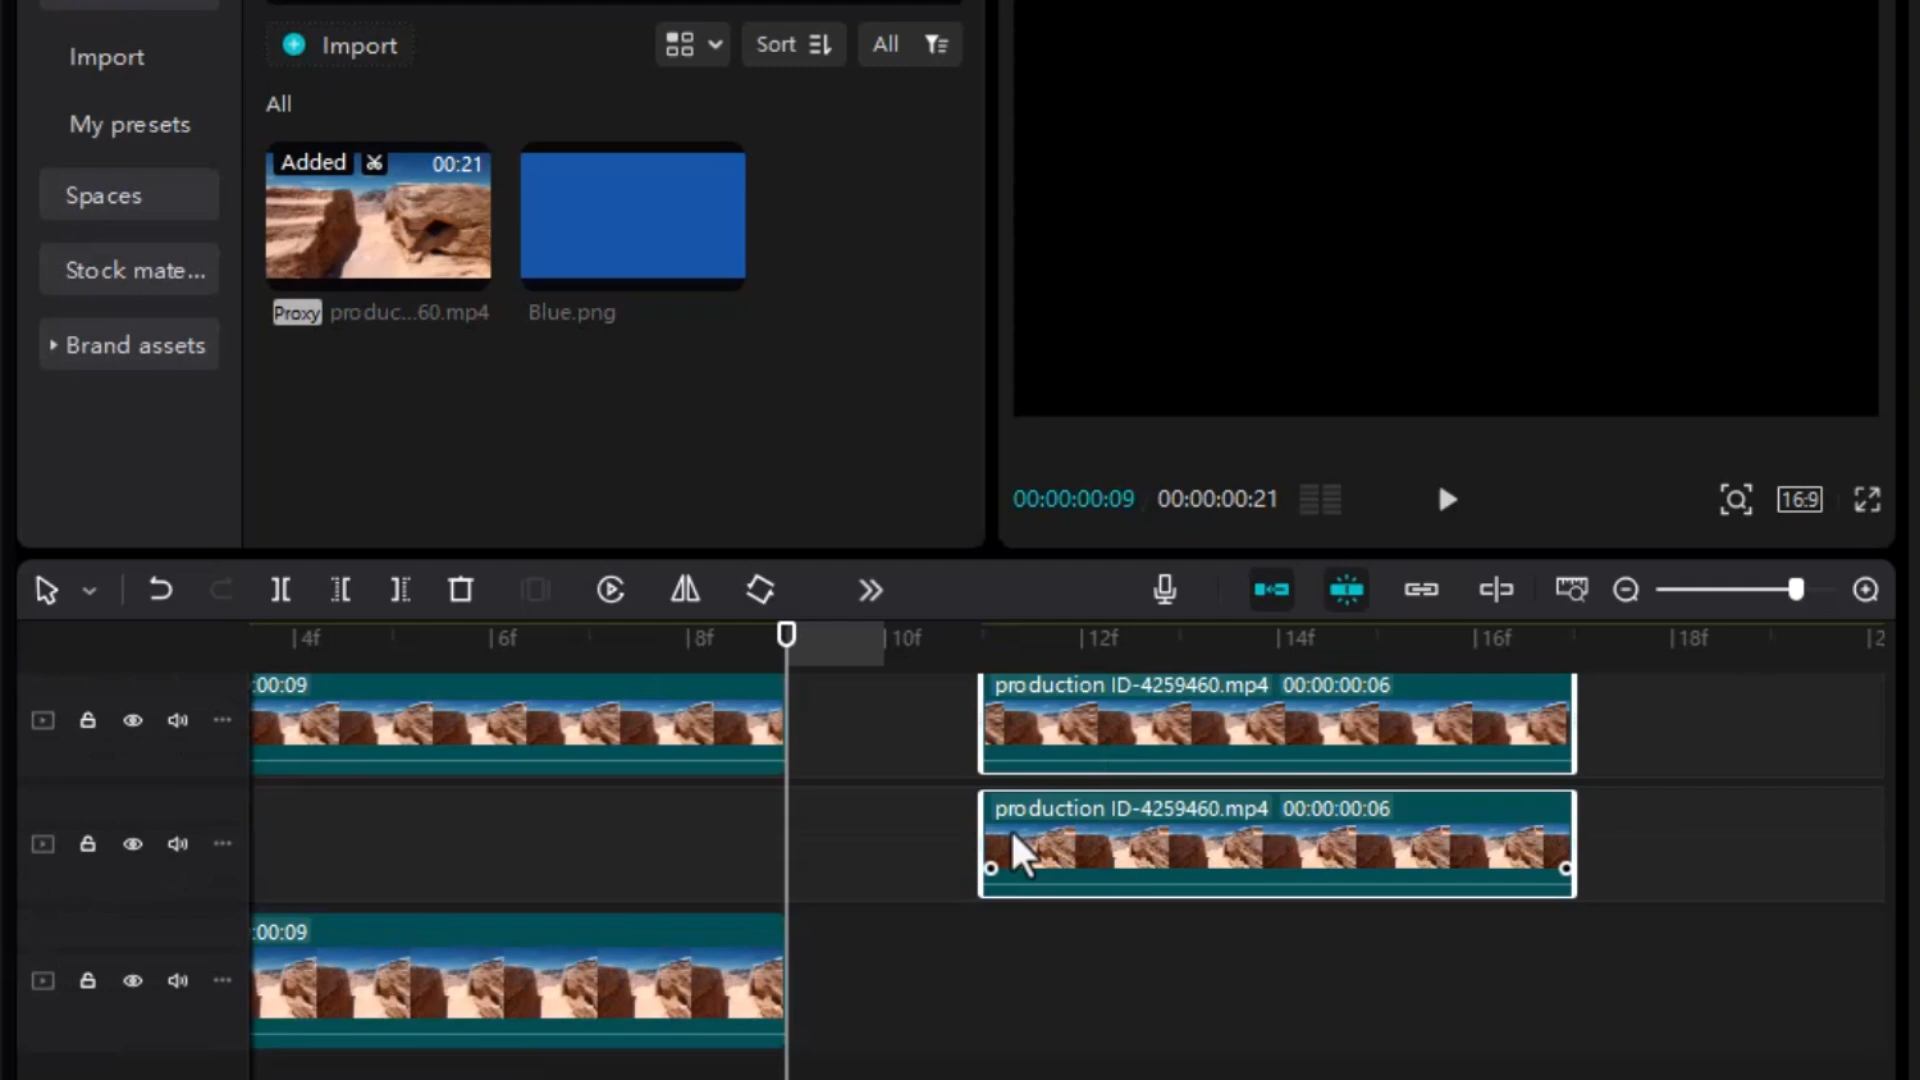 Import
My presets
Spaces
Stock mate...
Brand assets
Import
Sort
All
All
Added
00:21
Proxy
produc...60.mp4
Blue.png
00:00:00:09
00:00:00:21
16:9
4f
6f
8f
10f
12f
14f
16f
18f
2
:00:09
production ID-4259460.mp4 00:00:00:06
production ID-4259460.mp4 00:00:00:06
:00:09